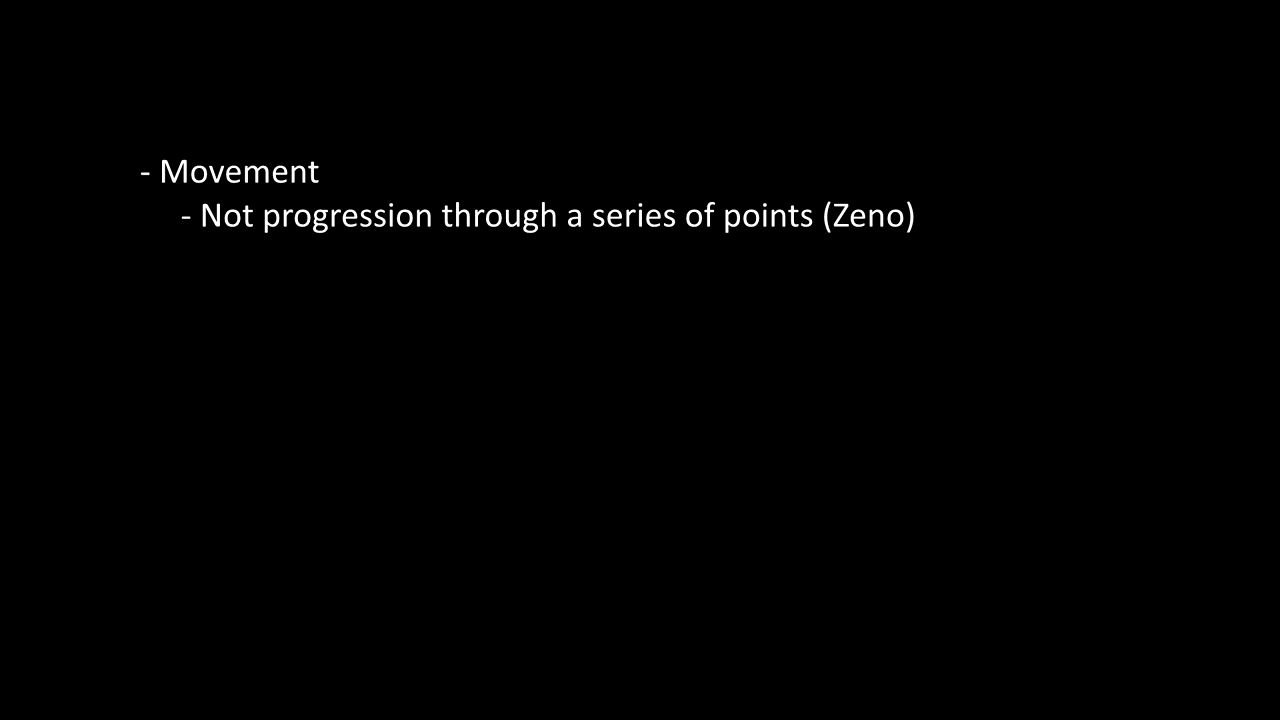 - Movement
- Not progression through a series of points (Zeno)